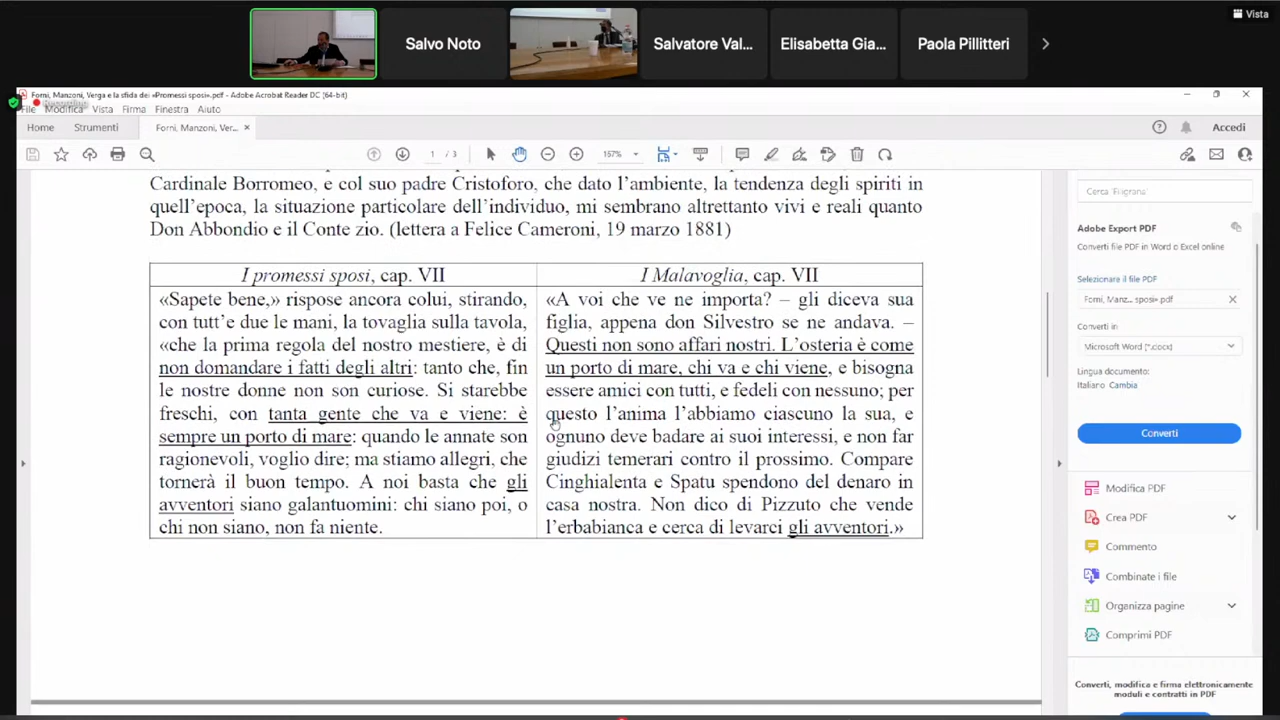 Vista
Salvo Noto
Salvatore Val...
Elisabetta Gia...
Paola Pillitteri
Forni, Manzoni, Verga e la sfida dei «Promessi sposi».pdf - Adobe Acrobat Reader DC (64-bit)
Recording
File Modifica Vista Firma Finestra Aiuto
Home Strumenti Forni, Manzoni, Ver... × Accedi
1 / 3 157%
Cardinale Borromeo, e col suo padre Cristoforo, che dato l'ambiente, la tendenza degli spiriti in
quell'epoca, la situazione particolare dell'individuo, mi sembrano altrettanto vivi e reali quanto
Don Abbondio e il Conte zio. (lettera a Felice Cameroni, 19 marzo 1881)
I promessi sposi, cap. VII
«Sapete bene,» rispose ancora colui, stirando,
con tutt'e due le mani, la tovaglia sulla tavola,
«che la prima regola del nostro mestiere, è di
non domandare i fatti degli altri: tanto che, fin
le nostre donne non son curiose. Si starebbe
freschi, con tanta gente che va e viene: è
sempre un porto di mare: quando le annate son
ragionevoli, voglio dire; ma stiamo allegri, che
tornerà il buon tempo. A noi basta che gli
avventori siano galantuomini: chi siano poi, o
chi non siano, non fa niente.
I Malavoglia, cap. VII
«A voi che ve ne importa? – gli diceva sua
figlia, appena don Silvestro se ne andava. –
Questi non sono affari nostri. L'osteria è come
un porto di mare, chi va e chi viene, e bisogna
essere amici con tutti, e fedeli con nessuno; per
questo l'anima l'abbiamo ciascuno la sua, e
ognuno deve badare ai suoi interessi, e non far
giudizi temerari contro il prossimo. Compare
Cinghialenta e Spatu spendono del denaro in
casa nostra. Non dico di Pizzuto che vende
l'erbabianca e cerca di levarci gli avventori.»
Cerca 'Filigrana'
Adobe Export PDF
Converti file PDF in Word o Excel online
Selezionare il file PDF
Forni, Manz... sposi».pdf ×
Converti in
Microsoft Word (*.docx)
Lingua documento:
Italiano Cambia
Converti
Modifica PDF
Crea PDF
Commento
Combinate i file
Organizza pagine
Comprimi PDF
Converti, modifica e firma elettronicamente
moduli e contratti in PDF